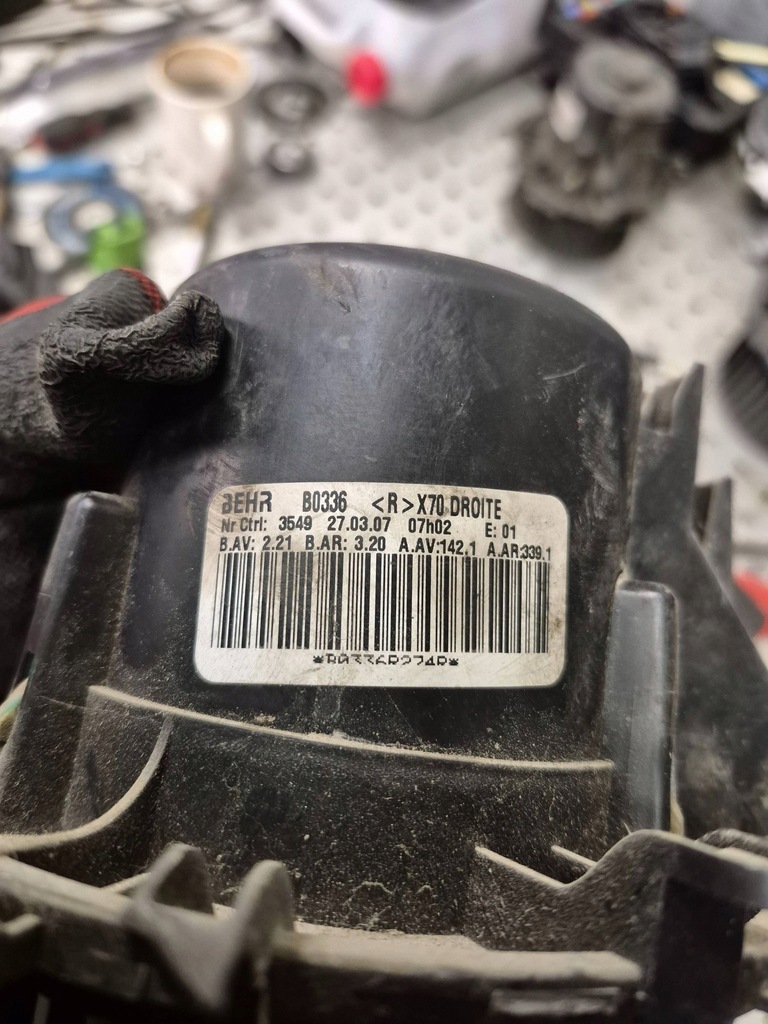 BEHR B0336 <R>X70 DROITE
Nr Ctrl: 3549 27.03.07 07h02 E: 01
B.AV: 2.21 B.AR: 3.20 A.AV:142.1 A.AR:339.1